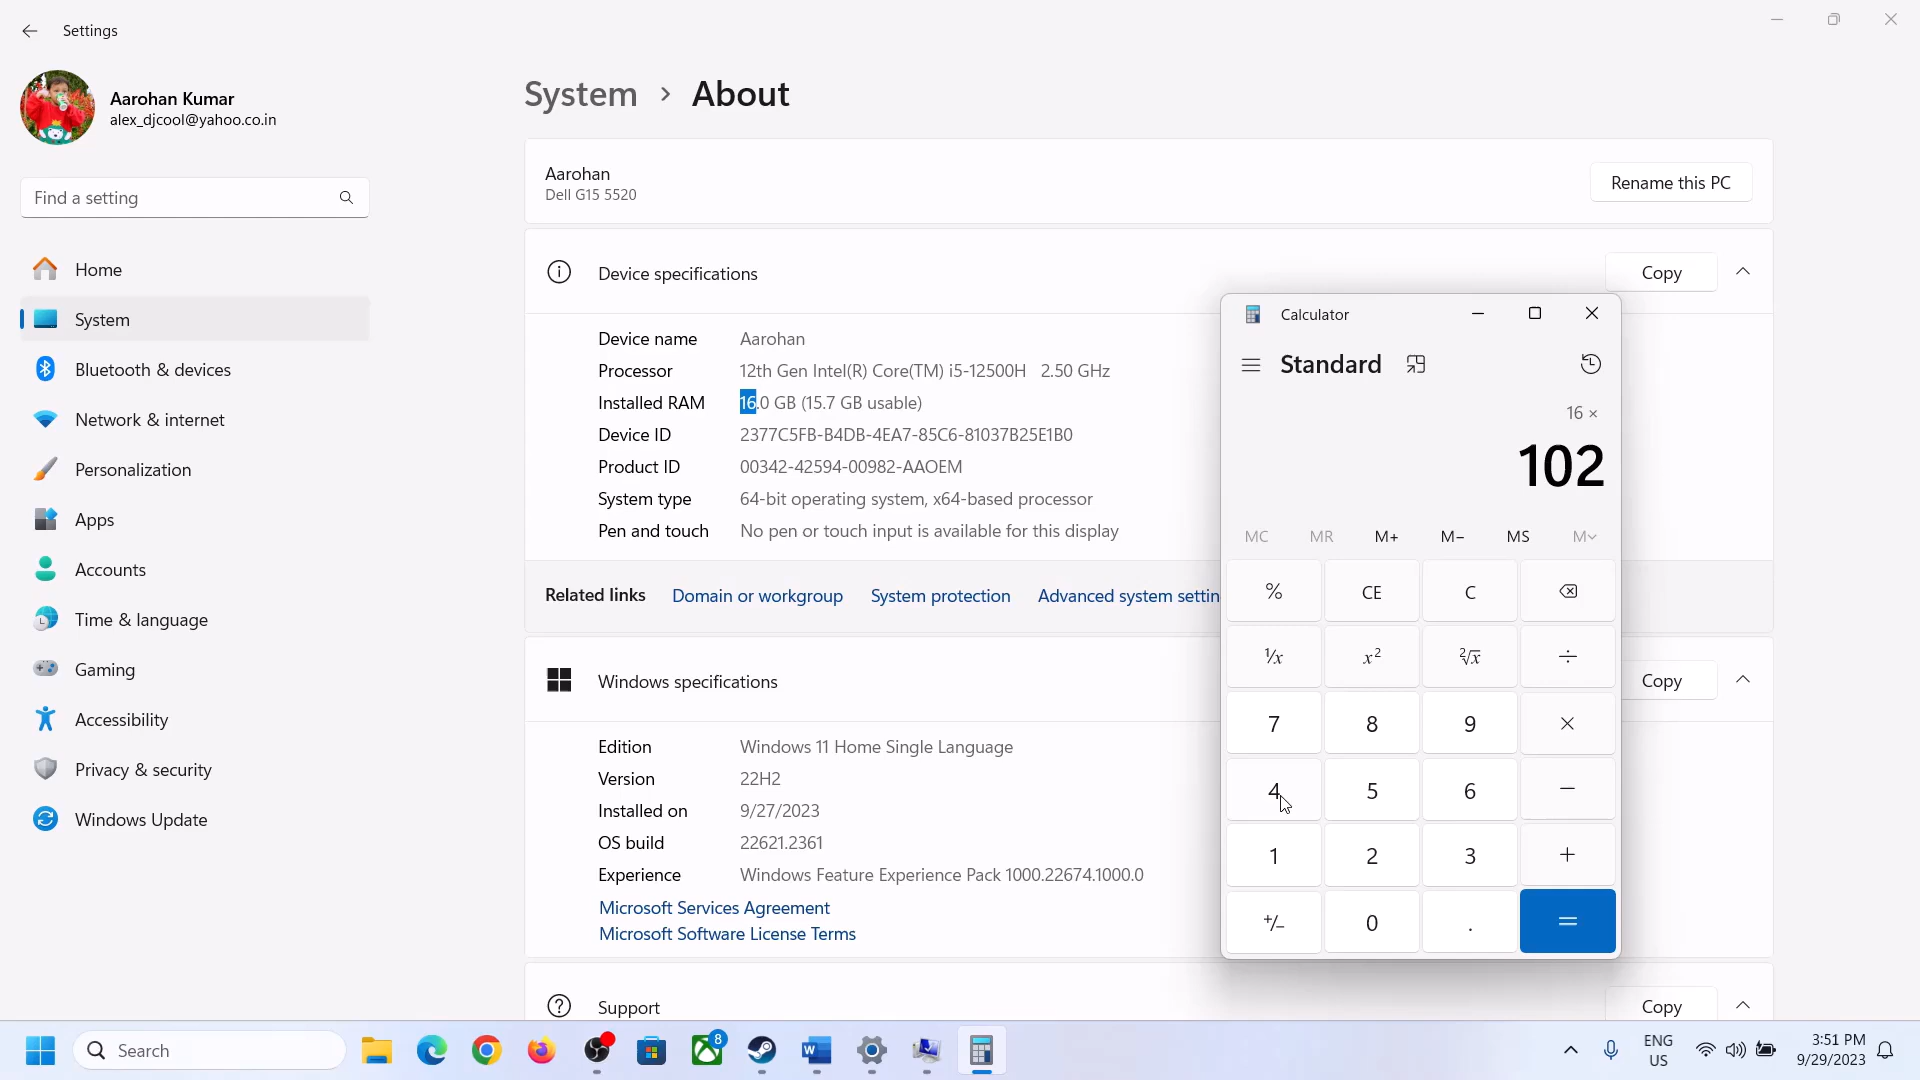 Settings
Aarohan Kumar
alex_djcool@yahoo.co.in
Find a setting
Home
System
Bluetooth & devices
Network & internet
Personalization
Apps
Accounts
Time & language
Gaming
Accessibility
Privacy & security
Windows Update
System > About
Aarohan
Dell G15 5520
Rename this PC
Device specifications
Copy
Device name Aarohan
Processor 12th Gen Intel(R) Core(TM) i5-12500H 2.50 GHz
Installed RAM 16.0 GB (15.7 GB usable)
Device ID 2377C5FB-B4DB-4EA7-85C6-81037B25E1B0
Product ID 00342-42594-00982-AAOEM
System type 64-bit operating system, x64-based processor
Pen and touch No pen or touch input is available for this display
Related links Domain or workgroup System protection Advanced system settin
Windows specifications
Copy
Edition Windows 11 Home Single Language
Version 22H2
Installed on 9/27/2023
OS build 22621.2361
Experience Windows Feature Experience Pack 1000.22674.1000.0
Microsoft Services Agreement
Microsoft Software License Terms
Support
Copy
Calculator
Standard
16 ×
102
MC MR M+ M− MS M
% CE C
¹/x x² ²√x ÷
7 8 9 ×
4 5 6 −
1 2 3 +
+/− 0 . =
Search
8
ENG
US
3:51 PM
9/29/2023